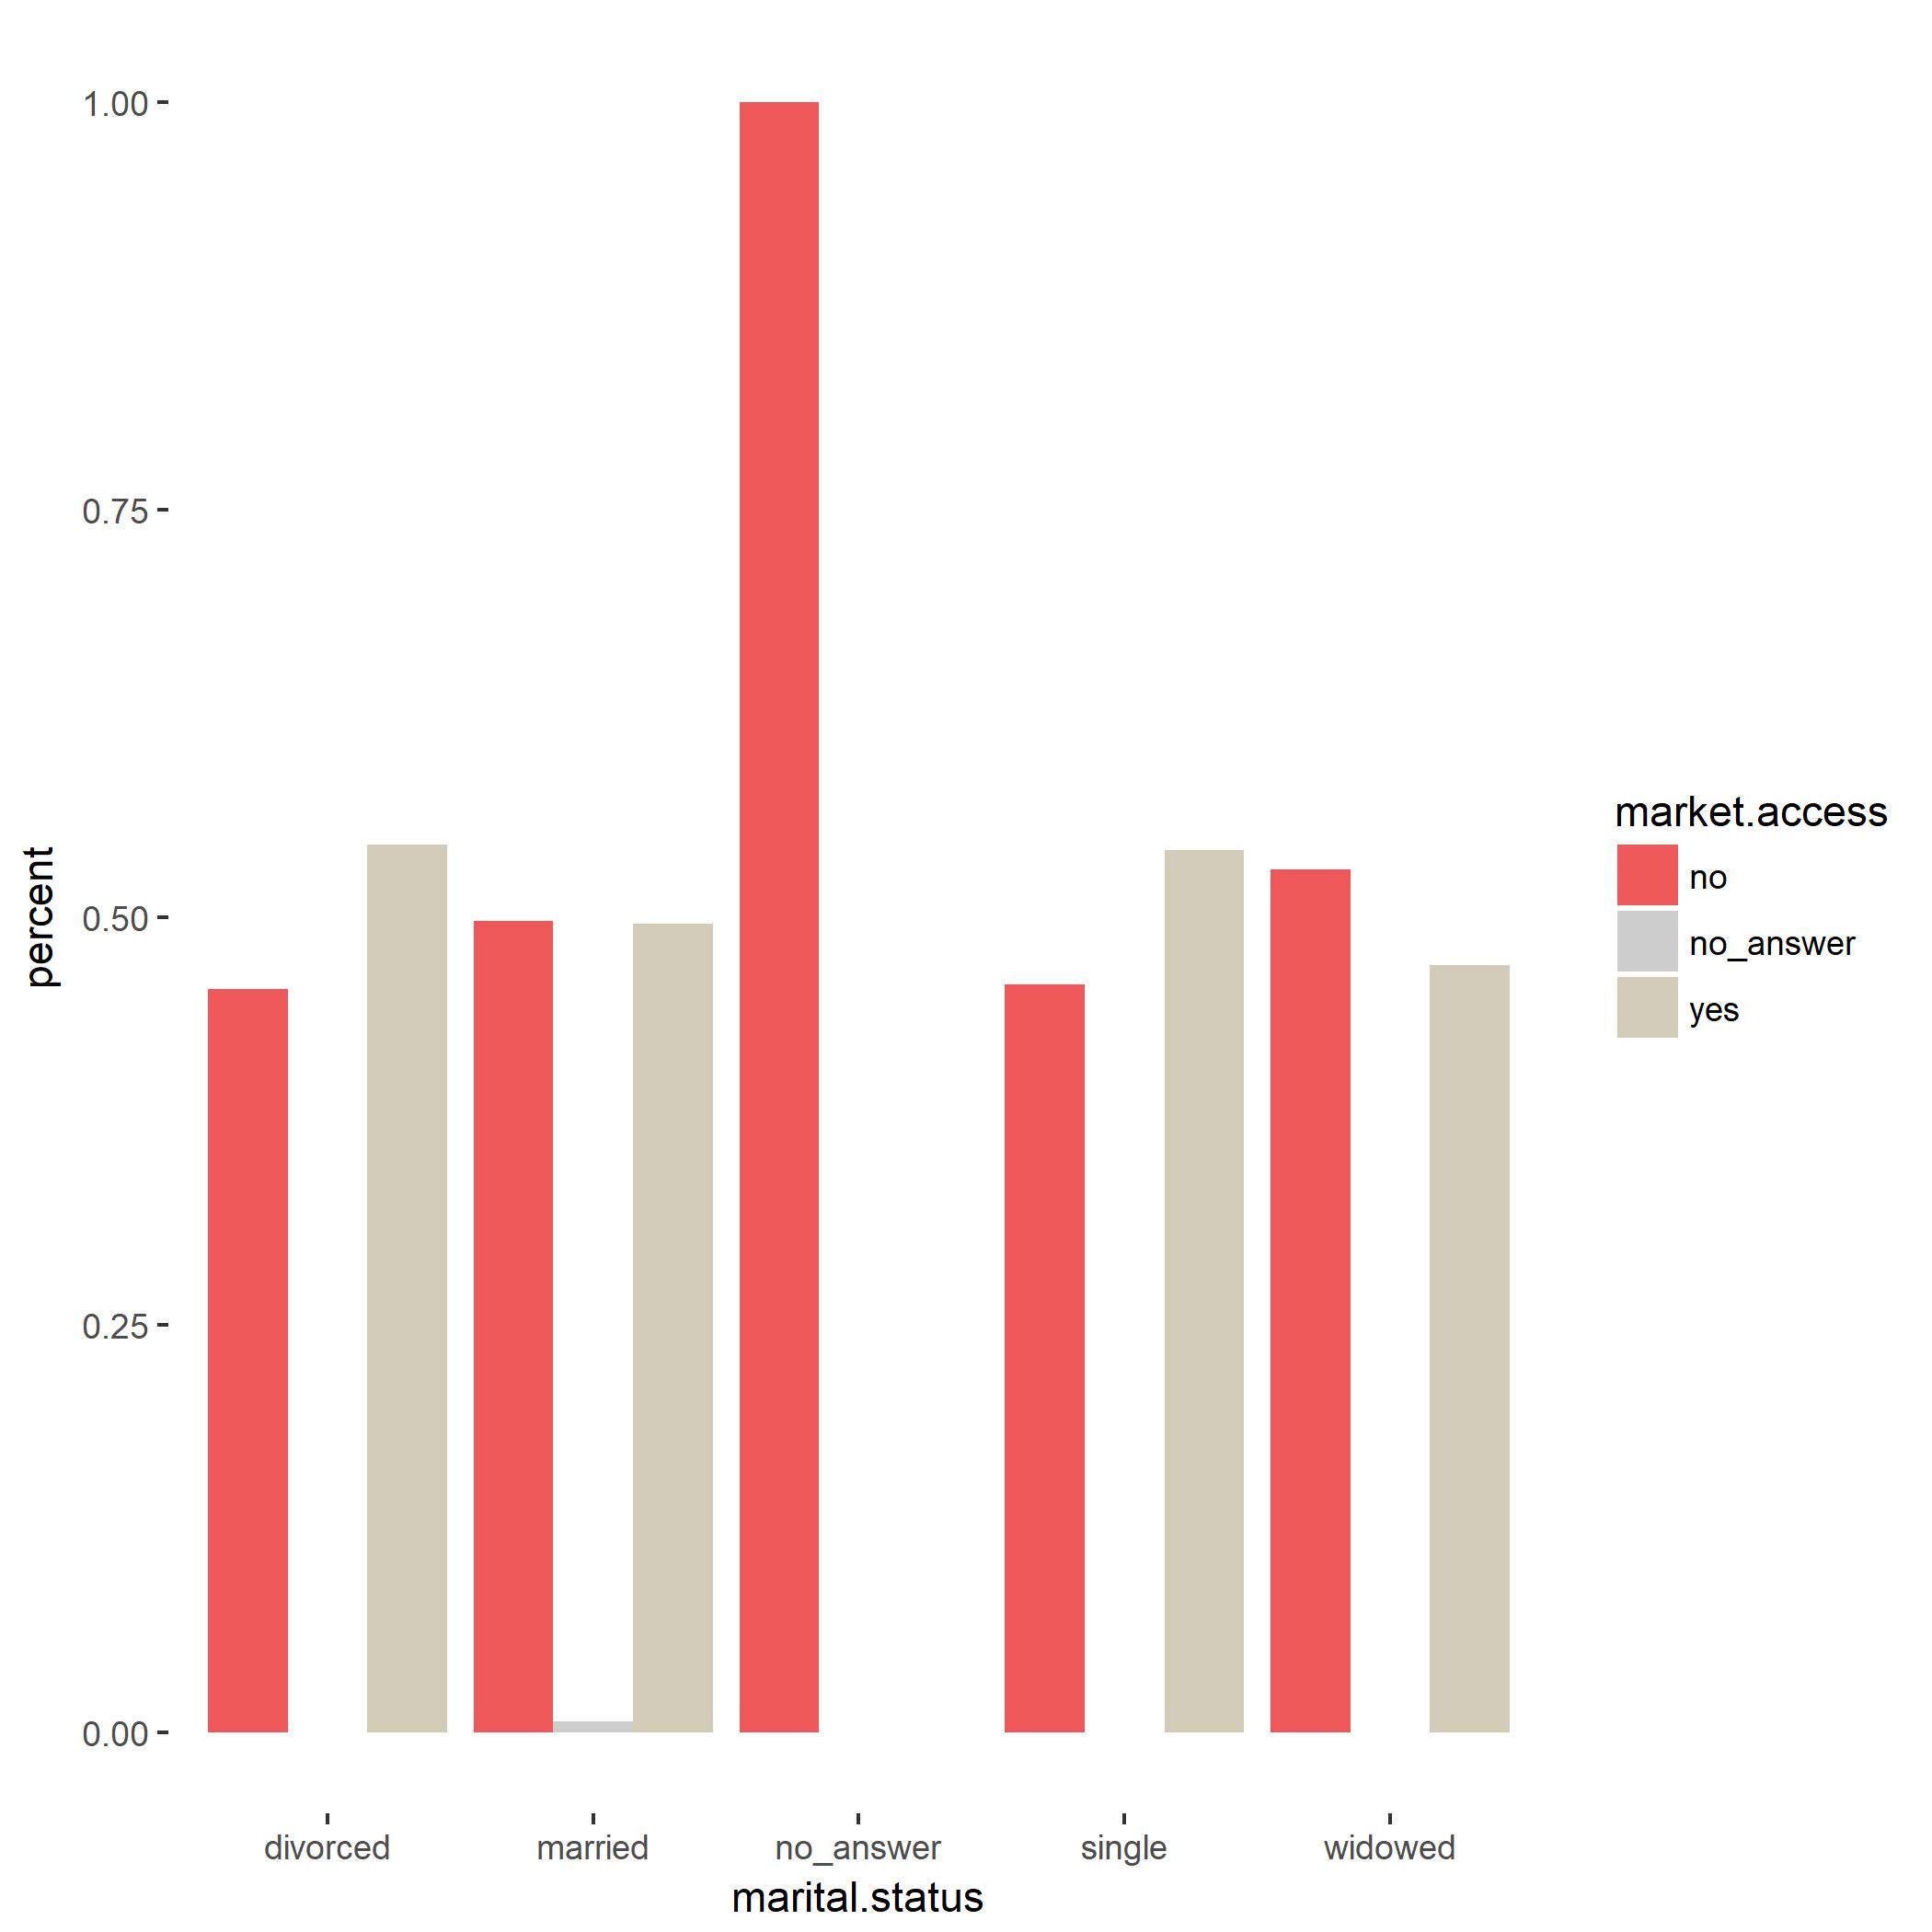 1.00
0.75
0.50
0.25
0.00
percent
divorced married no_answer single widowed
marital.status
market.access
no
no_answer
yes